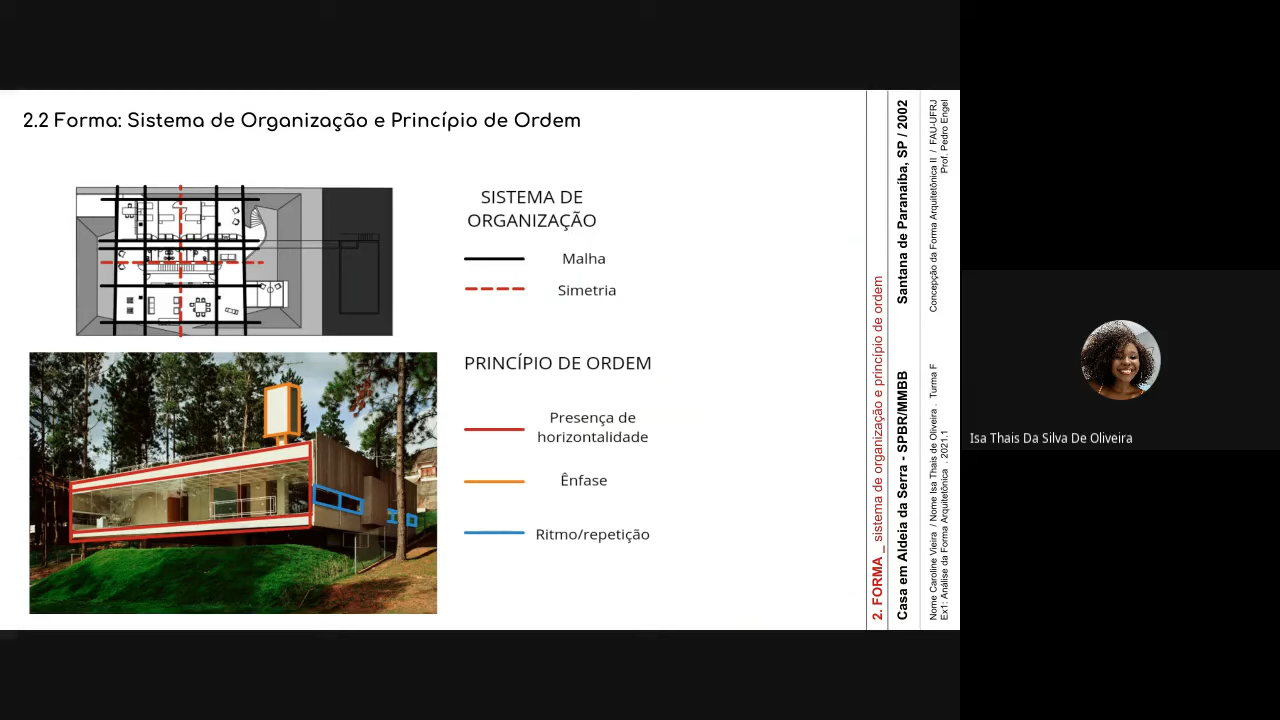 2.2 Forma: Sistema de Organização e Princípio de Ordem
SISTEMA DE
ORGANIZAÇÃO
Malha
Simetria
PRINCÍPIO DE ORDEM
Presença de
horizontalidade
Ênfase
Ritmo/repetição
2. FORMA _ sistema de organização e princípio de ordem
Casa em Aldeia da Serra - SPBR/MMBB
Santana de Paranaíba, SP / 2002
Nome Caroline Vieira / Nome Isa Thais de Oliveira . Turma F
Ex1: Análise da Forma Arquitetônica . 2021.1
Concepção da Forma Arquitetônica II / FAU-UFRJ
Prof. Pedro Engel
Isa Thais Da Silva De Oliveira